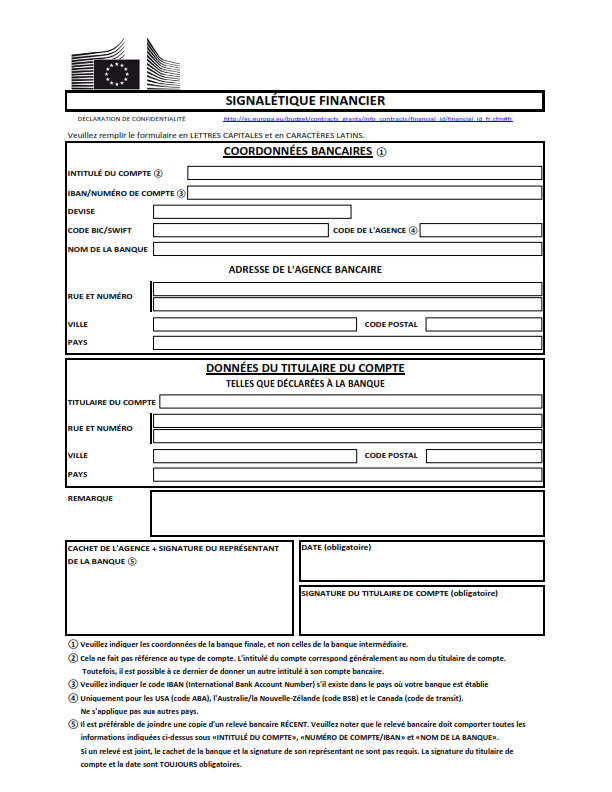 SIGNALÉTIQUE FINANCIER
DÉCLARATION DE CONFIDENTIALITÉ http://ec.europa.eu/budget/contracts_grants/info_contracts/financial_id/financial_id_fr.cfm#fr
Veuillez remplir le formulaire en LETTRES CAPITALES et en CARACTÈRES LATINS.
COORDONNÉES BANCAIRES ①
INTITULÉ DU COMPTE ②
IBAN/NUMÉRO DE COMPTE ③
DEVISE
CODE BIC/SWIFT CODE DE L'AGENCE ④
NOM DE LA BANQUE
ADRESSE DE L'AGENCE BANCAIRE
RUE ET NUMÉRO
VILLE CODE POSTAL
PAYS
DONNÉES DU TITULAIRE DU COMPTE
TELLES QUE DÉCLARÉES À LA BANQUE
TITULAIRE DU COMPTE
RUE ET NUMÉRO
VILLE CODE POSTAL
PAYS
REMARQUE
CACHET DE L'AGENCE + SIGNATURE DU REPRÉSENTANT
DE LA BANQUE ⑤
DATE (obligatoire)
SIGNATURE DU TITULAIRE DE COMPTE (obligatoire)
① Veuillez indiquer les coordonnées de la banque finale, et non celles de la banque intermédiaire.
② Cela ne fait pas référence au type de compte. L'intitulé du compte correspond généralement au nom du titulaire de compte.
Toutefois, il est possible à ce dernier de donner un autre intitulé à son compte bancaire.
③ Veuillez indiquer le code IBAN (International Bank Account Number) s'il existe dans le pays où votre banque est établie
④ Uniquement pour les USA (code ABA), l'Australie/la Nouvelle-Zélande (code BSB) et le Canada (code de transit).
Ne s'applique pas aux autres pays.
⑤ Il est préférable de joindre une copie d'un relevé bancaire RÉCENT. Veuillez noter que le relevé bancaire doit comporter toutes les
informations indiquées ci-dessus sous «INTITULÉ DU COMPTE», «NUMÉRO DE COMPTE/IBAN» et «NOM DE LA BANQUE».
Si un relevé est joint, le cachet de la banque et la signature de son représentant ne sont pas requis. La signature du titulaire de
compte et la date sont TOUJOURS obligatoires.